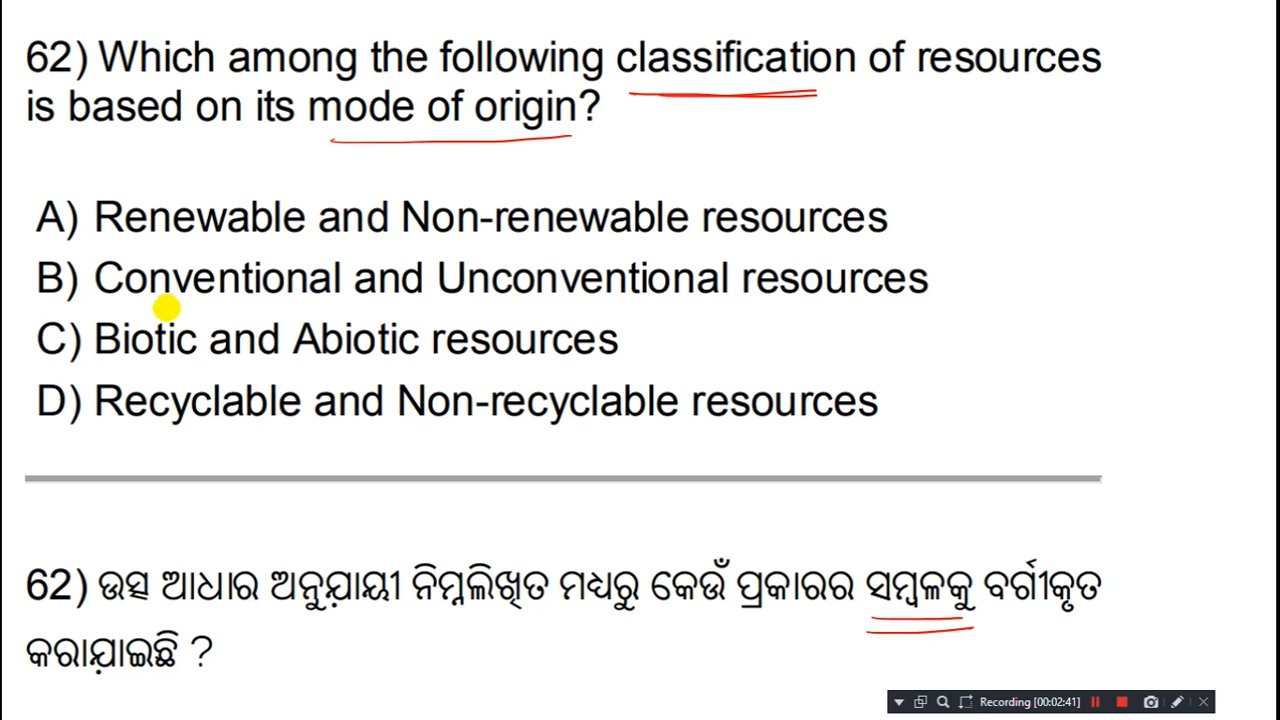 62) Which among the following classification of resources
is based on its mode of origin?
A) Renewable and Non-renewable resources
B) Conventional and Unconventional resources
C) Biotic and Abiotic resources
D) Recyclable and Non-recyclable resources
62) ଉତ୍ସ ଆଧାର ଅନୁଯାୟୀ ନିମ୍ନଲିଖିତ ମଧ୍ୟରୁ କେଉଁ ପ୍ରକାରର ସମ୍ବଳକୁ ବର୍ଗୀକୃତ
କରାଯାଇଛି ?
Recording [00:02:41]